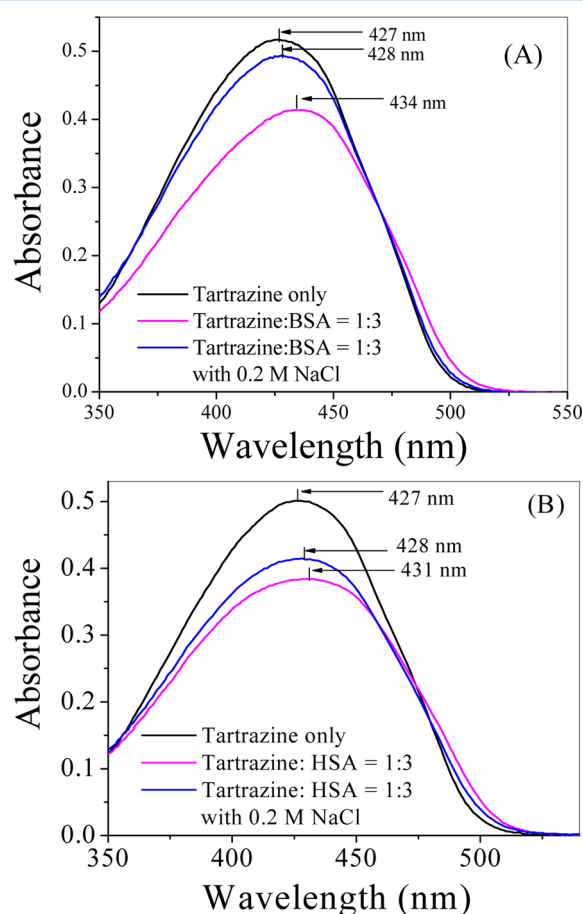 427 nm
428 nm
(A)
434 nm
0.5
0.4
0.3
0.2
0.1
0.0
Absorbance
Tartrazine only
Tartrazine:BSA = 1:3
Tartrazine:BSA = 1:3
with 0.2 M NaCl
350 400 450 500 550
Wavelength (nm)
427 nm
(B)
428 nm
431 nm
0.5
0.4
0.3
0.2
0.1
0.0
Absorbance
Tartrazine only
Tartrazine: HSA = 1:3
Tartrazine: HSA = 1:3
with 0.2 M NaCl
350 400 450 500
Wavelength (nm)